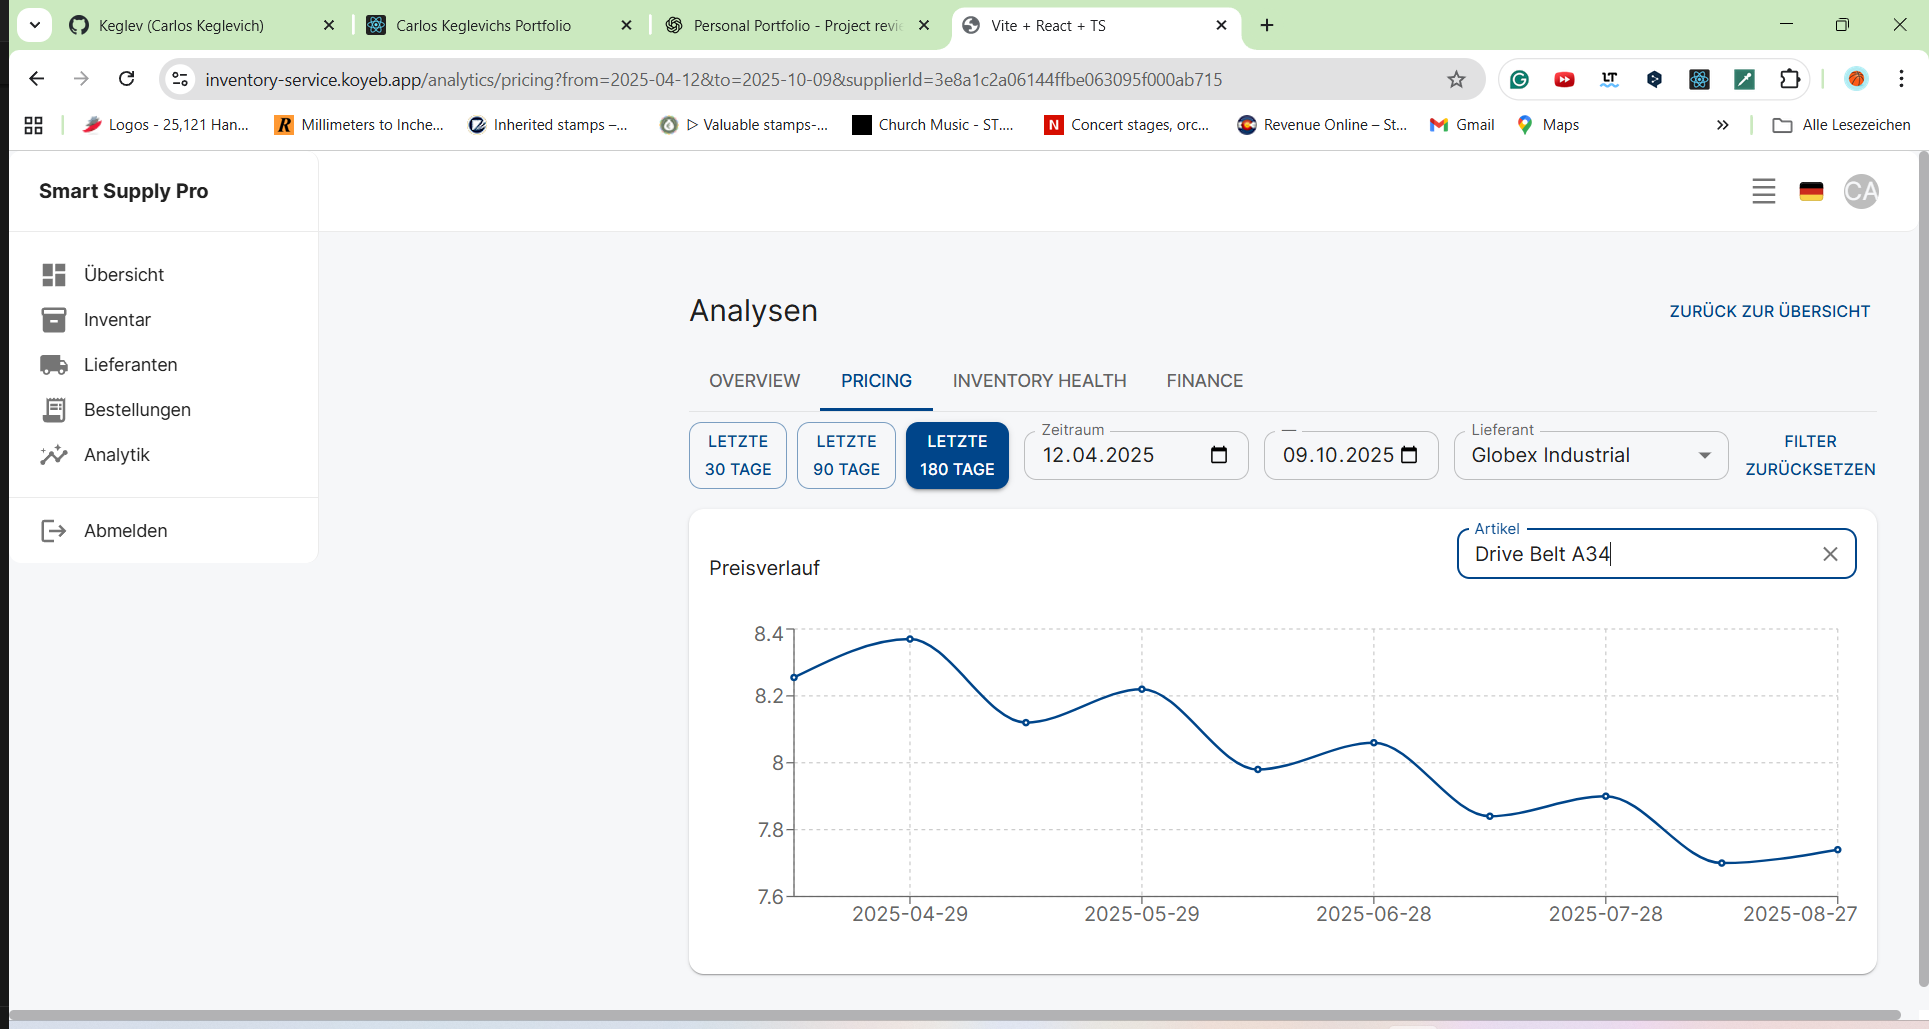 Keglev (Carlos Keglevich)
Carlos Keglevichs Portfolio
Personal Portfolio - Project revie
Vite + React + TS
inventory-service.koyeb.app/analytics/pricing?from=2025-04-12&to=2025-10-09&supplierId=3e8a1c2a06144ffbe063095f000ab715
Logos - 25,121 Han...
Millimeters to Inche...
Inherited stamps –...
▷ Valuable stamps-...
Church Music - ST....
Concert stages, orc...
Revenue Online – St...
Gmail
Maps
»
Alle Lesezeichen
Smart Supply Pro
CA
Übersicht
Inventar
Lieferanten
Bestellungen
Analytik
Abmelden
Analysen
ZURÜCK ZUR ÜBERSICHT
OVERVIEW
PRICING
INVENTORY HEALTH
FINANCE
LETZTE
30 TAGE
LETZTE
90 TAGE
LETZTE
180 TAGE
Zeitraum
12.04.2025
—
09.10.2025
Lieferant
Globex Industrial
FILTER
ZURÜCKSETZEN
Artikel
Drive Belt A34
Preisverlauf
8.4
8.2
8
7.8
7.6
2025-04-29
2025-05-29
2025-06-28
2025-07-28
2025-08-27